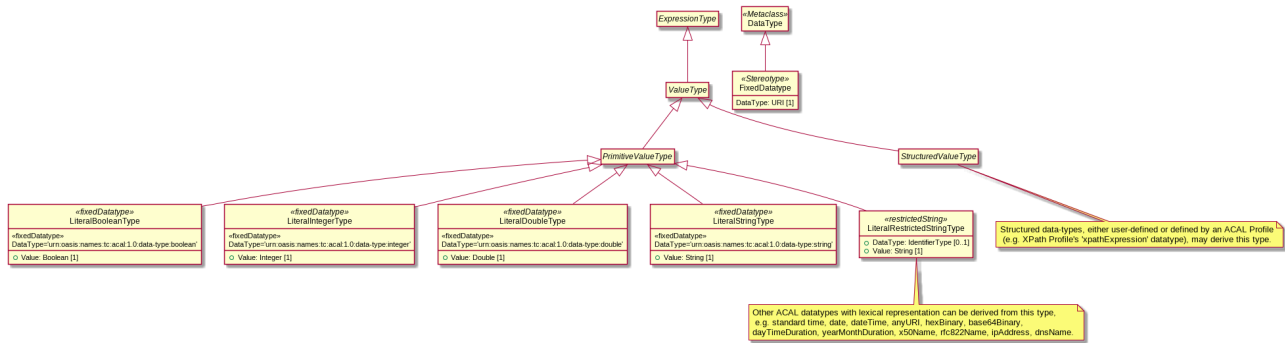 ExpressionType
«Metaclass»
DataType
ValueType
«Stereotype»
FixedDatatype
DataType: URI [1]
PrimitiveValueType
StructuredValueType
«fixedDatatype»
LiteralBooleanType
«fixedDatatype»
DataType='urn:oasis:names:tc:acal:1.0:data-type:boolean'
Value: Boolean [1]
«fixedDatatype»
LiteralIntegerType
«fixedDatatype»
DataType='urn:oasis:names:tc:acal:1.0:data-type:integer'
Value: Integer [1]
«fixedDatatype»
LiteralDoubleType
«fixedDatatype»
DataType='urn:oasis:names:tc:acal:1.0:data-type:double'
Value: Double [1]
«fixedDatatype»
LiteralStringType
«fixedDatatype»
DataType='urn:oasis:names:tc:acal:1.0:data-type:string'
Value: String [1]
«restrictedString»
LiteralRestrictedStringType
DataType: IdentifierType [0..1]
Value: String [1]
Structured data-types, either user-defined or defined by an ACAL Profile
(e.g. XPath Profile's 'xpathExpression' datatype), may derive this type.
Other ACAL datatypes with lexical representation can be derived from this type,
e.g. standard time, date, dateTime, anyURI, hexBinary, base64Binary,
dayTimeDuration, yearMonthDuration, x50Name, rfc822Name, ipAddress, dnsName.